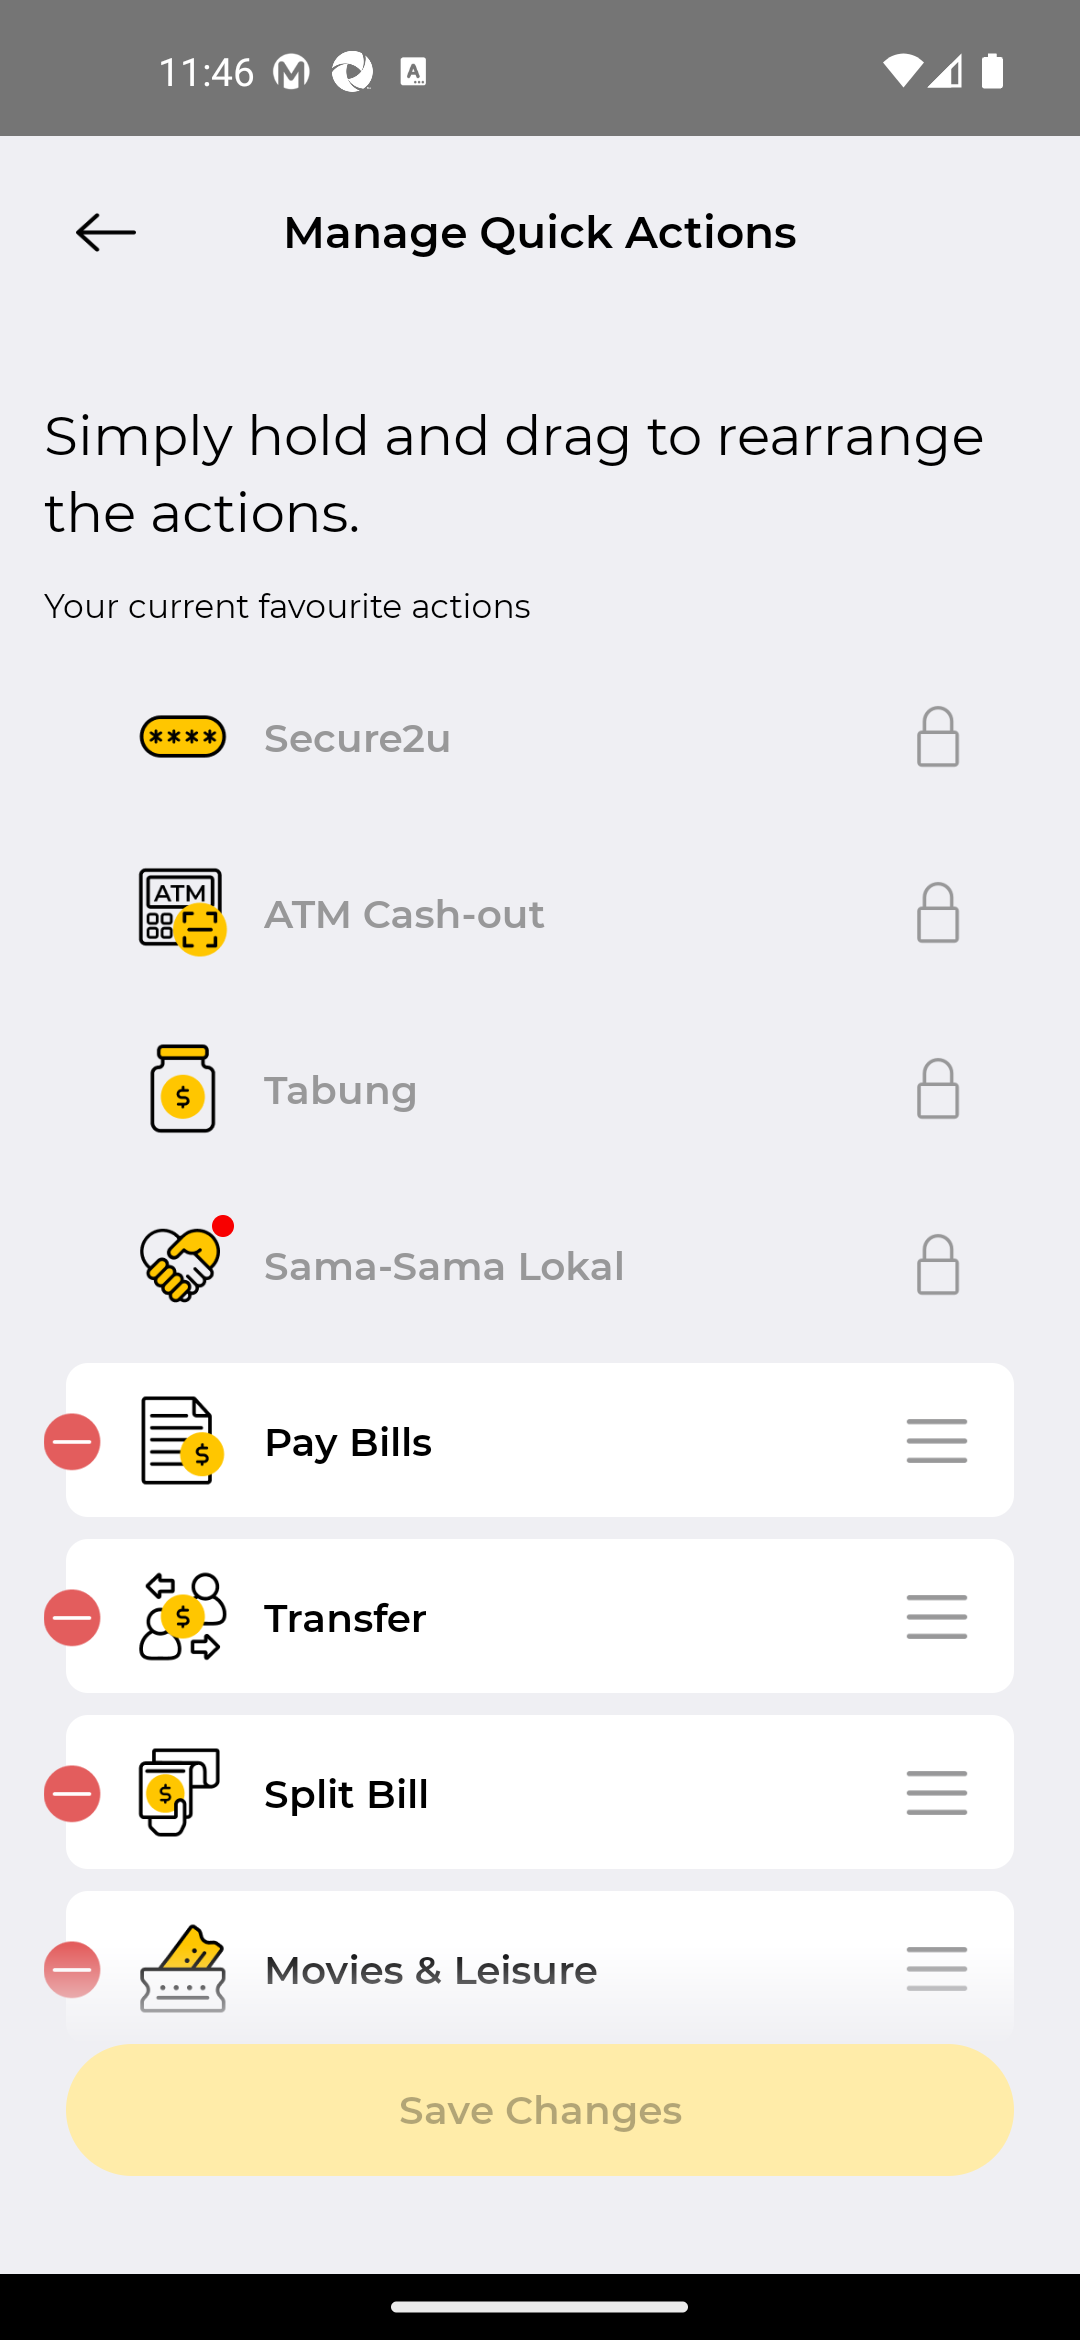 11:46
Manage Quick Actions
Simply hold and drag to rearrange
the actions.
Your current favourite actions
****
Secure2u
ATM
ATM Cash-out
$
Tabung
Sama-Sama Lokal
$
Pay Bills
$
Transfer
$
Split Bill
Movies & Leisure
Save Changes